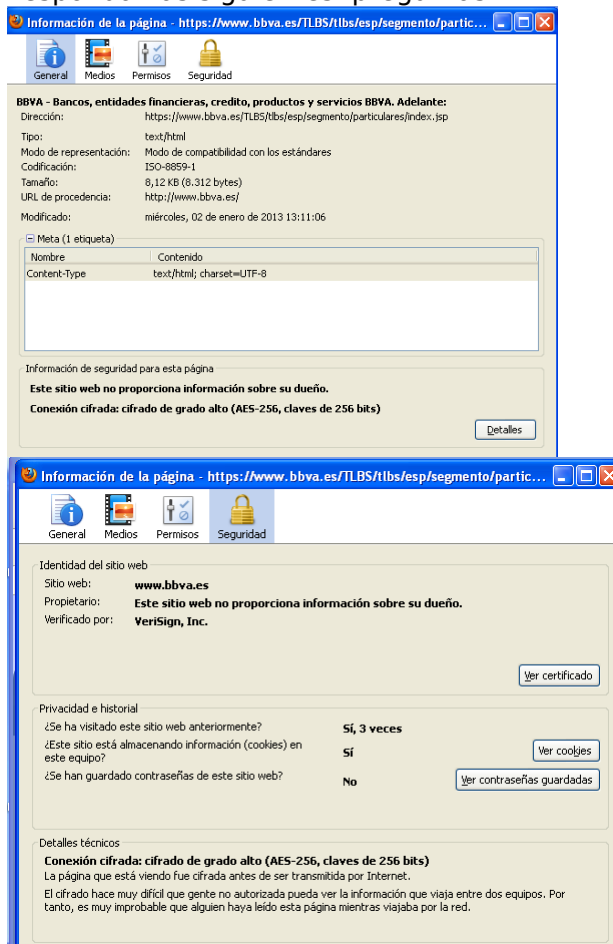 Información de la página - https://www.bbva.es/TLBS/tlbs/esp/segmento/partic...
General Medios Permisos Seguridad
BBVA - Bancos, entidades financieras, credito, productos y servicios BBVA. Adelante:
Dirección: https://www.bbva.es/TLBS/tlbs/esp/segmento/particulares/index.jsp
Tipo: text/html
Modo de representación: Modo de compatibilidad con los estándares
Codificación: ISO-8859-1
Tamaño: 8,12 KB (8.312 bytes)
URL de procedencia: http://www.bbva.es/
Modificado: miércoles, 02 de enero de 2013 13:11:06
Meta (1 etiqueta)
Nombre Contenido
Content-Type text/html; charset=UTF-8
Información de seguridad para esta página
Este sitio web no proporciona información sobre su dueño.
Conexión cifrada: cifrado de grado alto (AES-256, claves de 256 bits)
Detalles
Información de la página - https://www.bbva.es/TLBS/tlbs/esp/segmento/partic...
General Medios Permisos Seguridad
Identidad del sitio web
Sitio web: www.bbva.es
Propietario: Este sitio web no proporciona información sobre su dueño.
Verificado por: VeriSign, Inc.
Ver certificado
Privacidad e historial
¿Se ha visitado este sitio web anteriormente? Sí, 3 veces
¿Este sitio está almacenando información (cookies) en
este equipo? Sí Ver cookies
¿Se han guardado contraseñas de este sitio web? No Ver contraseñas guardadas
Detalles técnicos
Conexión cifrada: cifrado de grado alto (AES-256, claves de 256 bits)
La página que está viendo fue cifrada antes de ser transmitida por Internet.
El cifrado hace muy difícil que gente no autorizada pueda ver la información que viaja entre dos equipos. Por
tanto, es muy improbable que alguien haya leído esta página mientras viajaba por la red.